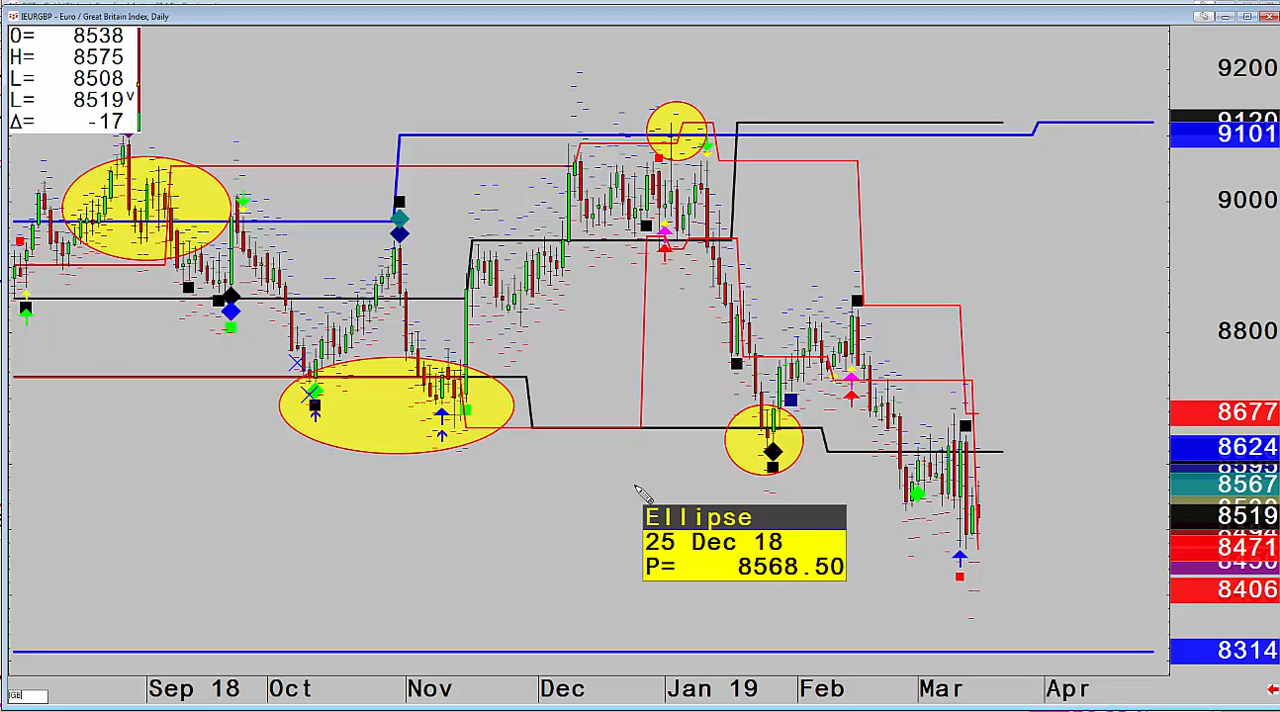 IEURGBP - Euro / Great Britain Index, Daily
O= 8538
H= 8575
L= 8508
L= 8519v
Δ= -17
9200
9120
9101
9000
8800
8677
8624
8595
8567
8519
8471
8450
8406
8314
Ellipse
25 Dec 18
P= 8568.50
Sep 18 Oct Nov Dec Jan 19 Feb Mar Apr